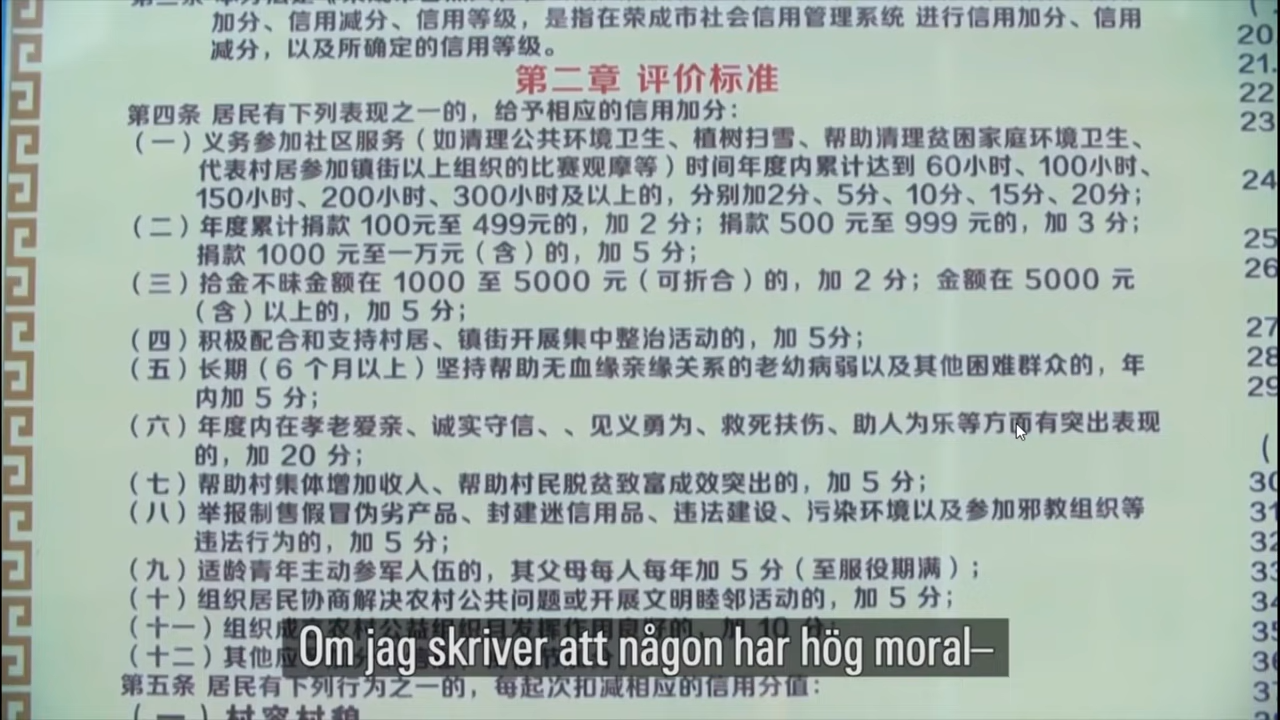 加分、信用减分、信用等级，是指在荣成市社会信用管理系统 进行信用加分、信用
减分，以及所确定的信用等级。
第二章 评价标准
第四条 居民有下列表现之一的，给予相应的信用加分：
（一）义务参加社区服务（如清理公共环境卫生、植树扫雪、帮助清理贫困家庭环境卫生、
代表村居参加镇街以上组织的比赛观摩等）时间年度内累计达到 60小时、100小时、
150小时、200小时、300小时及以上的，分别加2分、5分、10分、15分、20分；
（二）年度累计捐款 100元至 499元的，加 2 分；捐款 500 元至 999 元的，加 3 分；
捐款 1000 元至一万元（含）的，加 5 分；
（三）拾金不昧金额在 1000 至 5000 元（可折合）的，加 2 分；金额在 5000 元
（含）以上的，加 5 分；
（四）积极配合和支持村居、镇街开展集中整治活动的，加 5分；
（五）长期（6 个月以上）坚持帮助无血缘亲缘关系的老幼病弱以及其他困难群众的，年
内加 5 分；
（六）年度内在孝老爱亲、诚实守信、、见义勇为、救死扶伤、助人为乐等方面有突出表现
的，加 20 分；
（七）帮助村集体增加收入、帮助村民脱贫致富成效突出的，加 5 分；
（八）举报制售假冒伪劣产品、封建迷信用品、违法建设、污染环境以及参加邪教组织等
违法行为的，加 5 分；
（九）适龄青年主动参军入伍的，其父母每人每年加 5 分（至服役期满）；
（十）组织居民协商解决农村公共问题或开展文明睦邻活动的，加 5 分；
（十一）组织
（十二）其他
Om jag skriver att någon har hög moral–
第五条 居民有下列行为之一的，每起次扣减相应的信用分值：
（一）村容村貌
20
21.
22
23
24
25
26
27
28
29
30
31
32
33
34
35
36
37